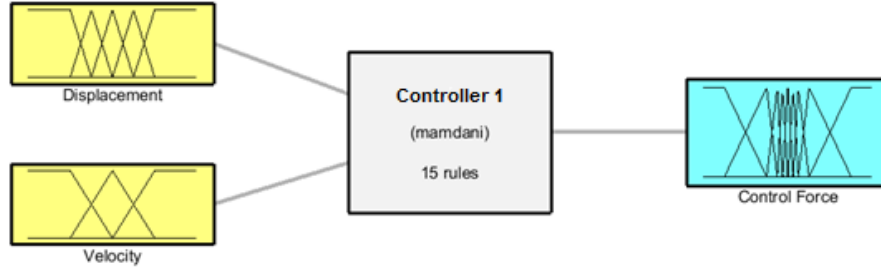 Displacement
Velocity
Controller 1
(mamdani)
15 rules
Control Force